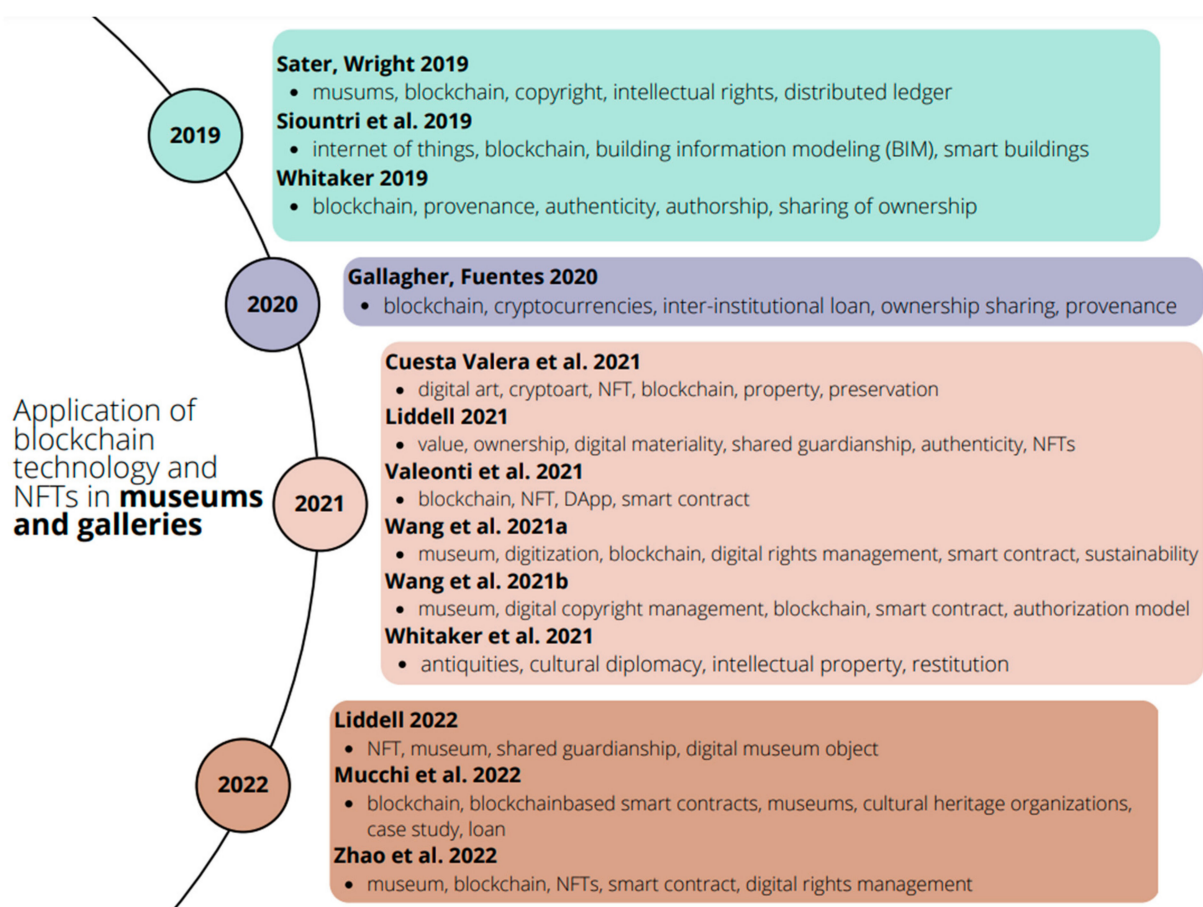 Sater, Wright 2019
• musums, blockchain, copyright, intellectual rights, distributed ledger
2019
Siountri et al. 2019
• internet of things, blockchain, building information modeling (BIM), smart buildings
Whitaker 2019
• blockchain, provenance, authenticity, authorship, sharing of ownership
2020
Gallagher, Fuentes 2020
• blockchain, cryptocurrencies, inter-institutional loan, ownership sharing, provenance
Application of
blockchain
technology and
NFTs in museums
and galleries
2021
Cuesta Valera et al. 2021
• digital art, cryptoart, NFT, blockchain, property, preservation
Liddell 2021
• value, ownership, digital materiality, shared guardianship, authenticity, NFTs
Valeonti et al. 2021
• blockchain, NFT, DApp, smart contract
Wang et al. 2021a
• museum, digitization, blockchain, digital rights management, smart contract, sustainability
Wang et al. 2021b
• museum, digital copyright management, blockchain, smart contract, authorization model
Whitaker et al. 2021
• antiquities, cultural diplomacy, intellectual property, restitution
2022
Liddell 2022
• NFT, museum, shared guardianship, digital museum object
Mucchi et al. 2022
• blockchain, blockchainbased smart contracts, museums, cultural heritage organizations,
case study, loan
Zhao et al. 2022
• museum, blockchain, NFTs, smart contract, digital rights management